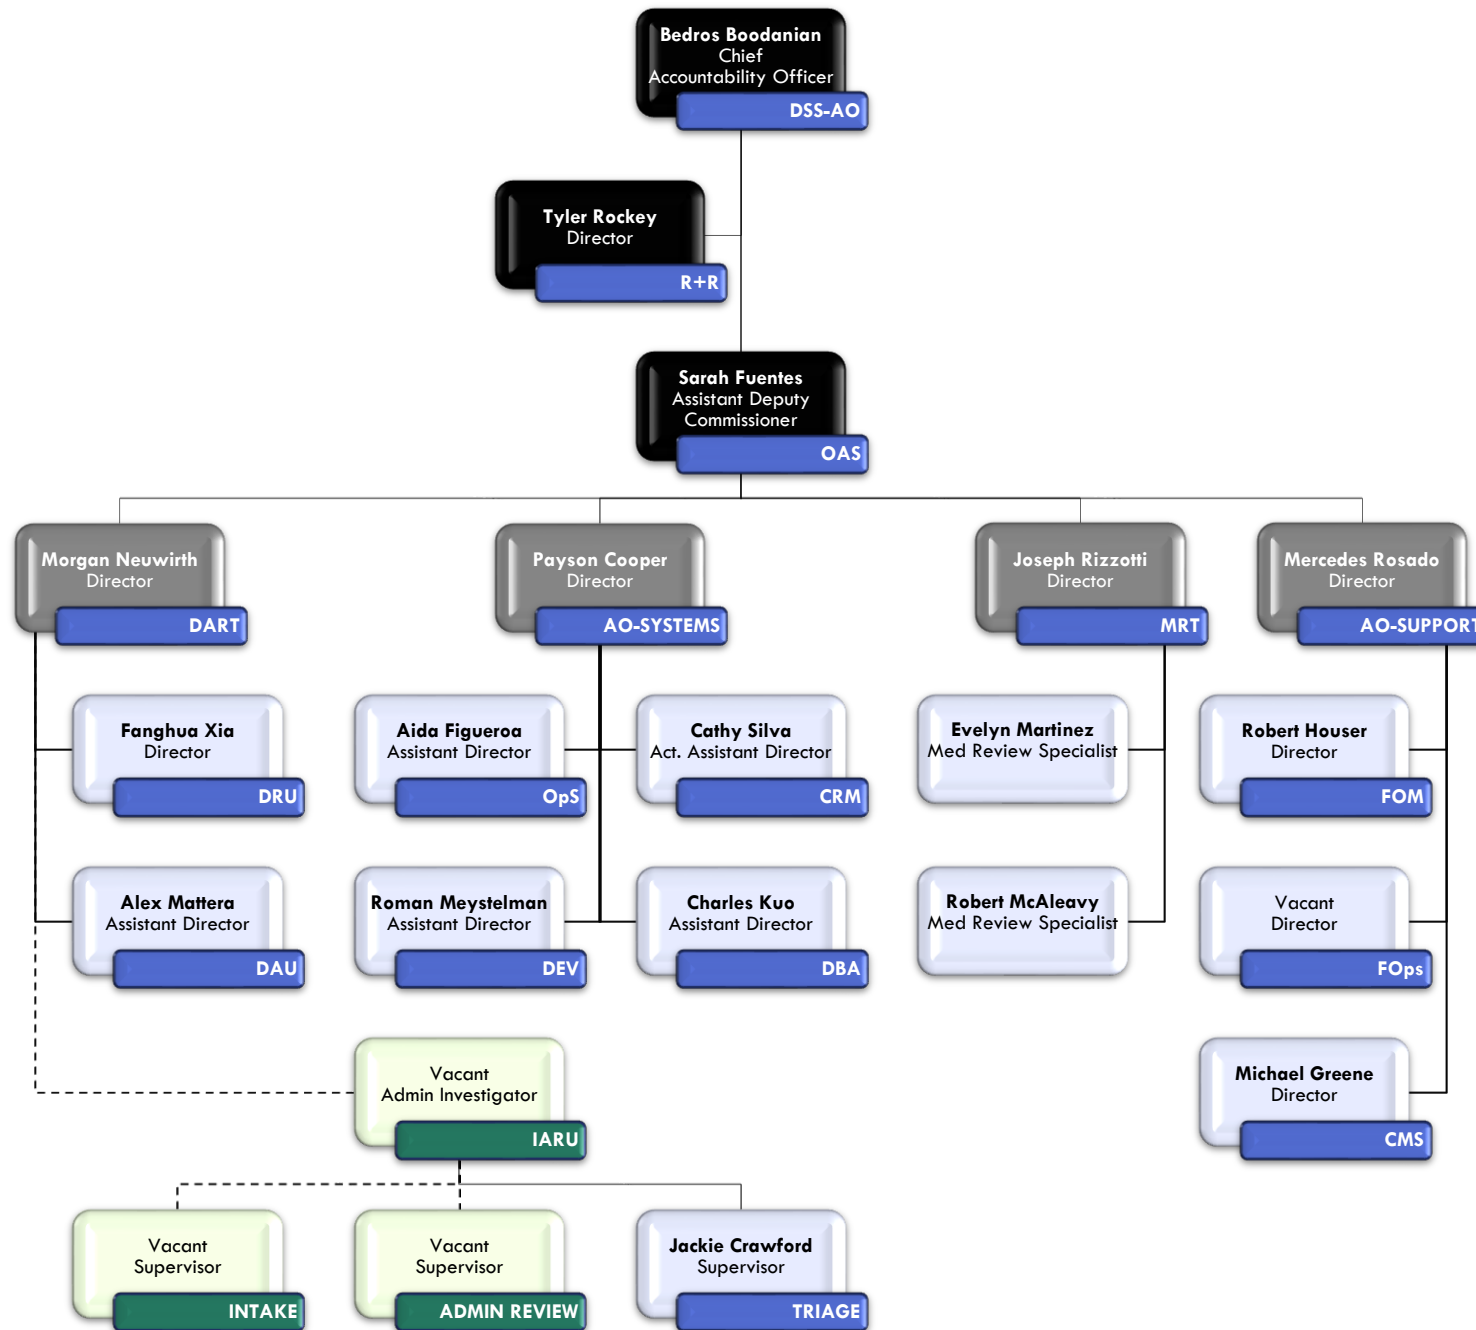 Bedros Boodanian
Chief
Accountability Officer
DSS-AO
Tyler Rockey
Director
R+R
Sarah Fuentes
Assistant Deputy
Commissioner
OAS
Morgan Neuwirth
Director
DART
Payson Cooper
Director
AO-SYSTEMS
Joseph Rizzotti
Director
MRT
Mercedes Rosado
Director
AO-SUPPORT
Fanghua Xia
Director
DRU
Aida Figueroa
Assistant Director
OpS
Cathy Silva
Act. Assistant Director
CRM
Evelyn Martinez
Med Review Specialist
Robert Houser
Director
FOM
Alex Mattera
Assistant Director
DAU
Roman Meystelman
Assistant Director
DEV
Charles Kuo
Assistant Director
DBA
Robert McAleavy
Med Review Specialist
Vacant
Director
FOps
Vacant
Admin Investigator
IARU
Michael Greene
Director
CMS
Vacant
Supervisor
INTAKE
Vacant
Supervisor
ADMIN REVIEW
Jackie Crawford
Supervisor
TRIAGE